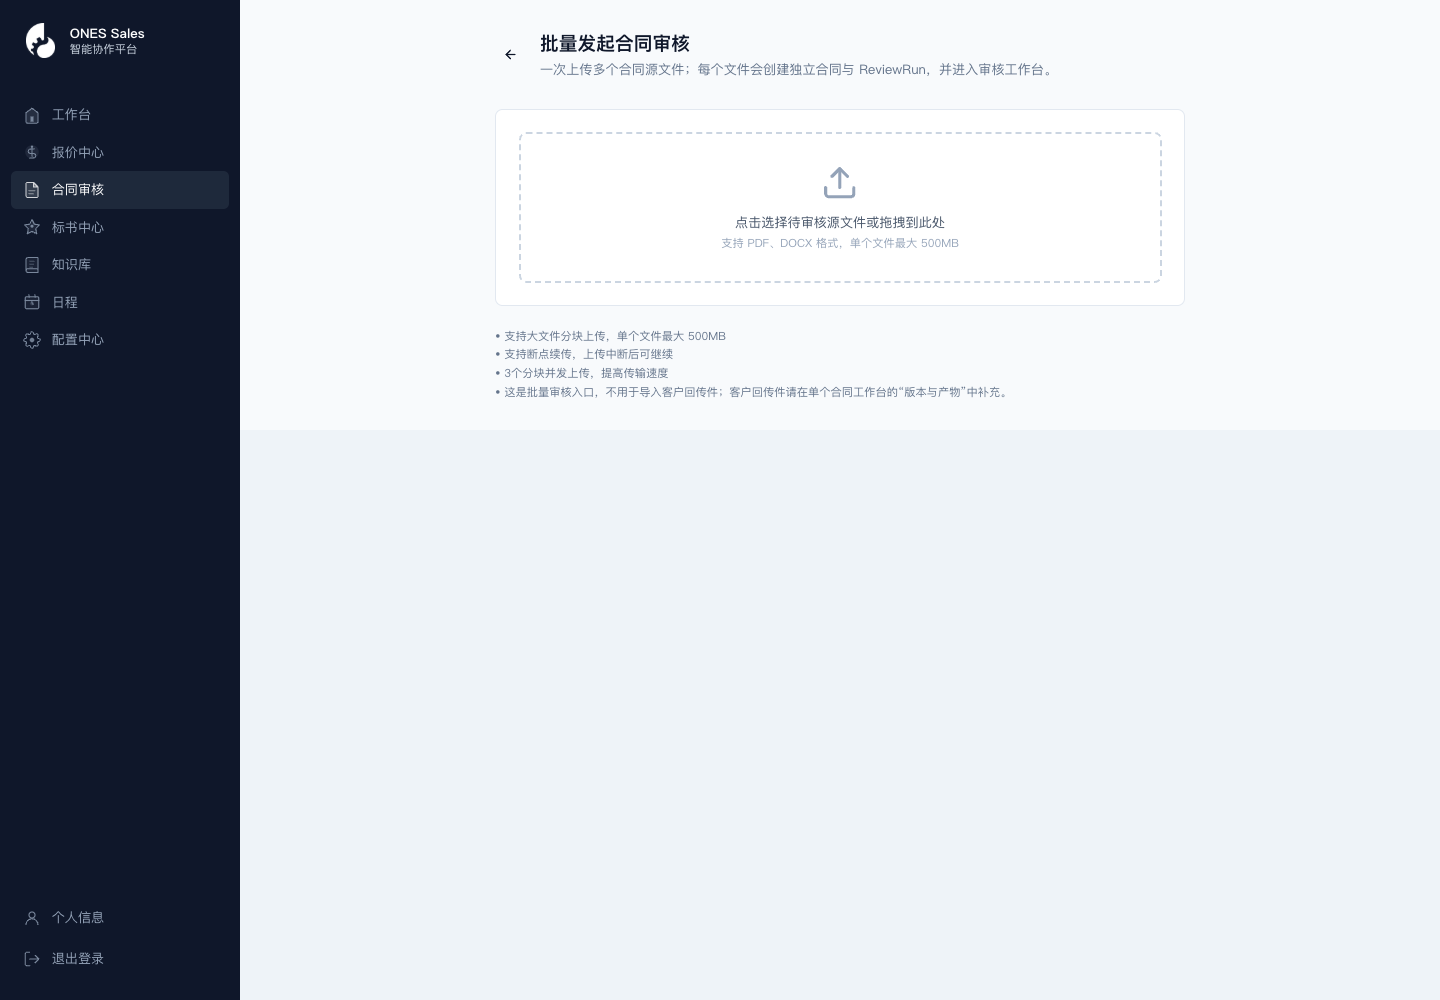 ONES Sales
智能协作平台
工作台
报价中心
合同审核
标书中心
知识库
日程
配置中心
个人信息
退出登录
批量发起合同审核
一次上传多个合同源文件；每个文件会创建独立合同与 ReviewRun，并进入审核工作台。
点击选择待审核源文件或拖拽到此处
支持 PDF、DOCX 格式，单个文件最大 500MB
• 支持大文件分块上传，单个文件最大 500MB
• 支持断点续传，上传中断后可继续
• 3个分块并发上传，提高传输速度
• 这是批量审核入口，不用于导入客户回传件；客户回传件请在单个合同工作台的“版本与产物”中补充。